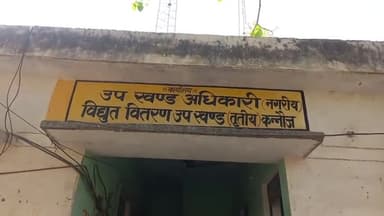 कार्यालय
उप खण्ड अधिकारी नगरीय
विद्युत वितरण उप खण्ड तृतीय कन्नौज